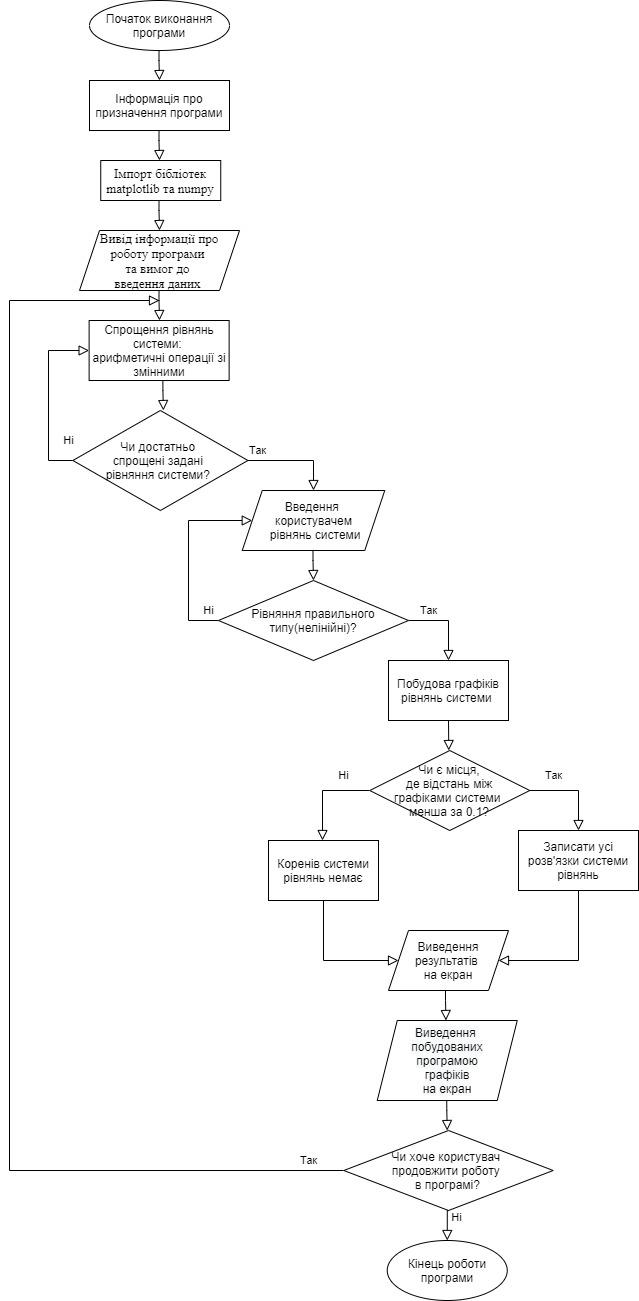 Початок виконання
програми
Інформація про
призначення програми
Імпорт бібліотек
matplotlib та numpy
Вивід інформації про
роботу програми
та вимог до
введення даних
Спрощення рівнянь
системи:
арифметичні операції зі
змінними
Ні
Чи достатньо
спрощені задані
рівняння системи?
Так
Введення
користувачем
рівнянь системи
Ні
Рівняння правильного
типу(нелінійні)?
Так
Побудова графіків
рівнянь системи
Ні
Чи є місця,
де відстань між
графіками системи
менша за 0.1?
Так
Коренів системи
рівнянь немає
Записати усі
розв'язки системи
рівнянь
Виведення
результатів
на екран
Виведення
побудованих
програмою
графіків
на екран
Так
Чи хоче користувач
продовжити роботу
в програмі?
Ні
Кінець роботи
програми